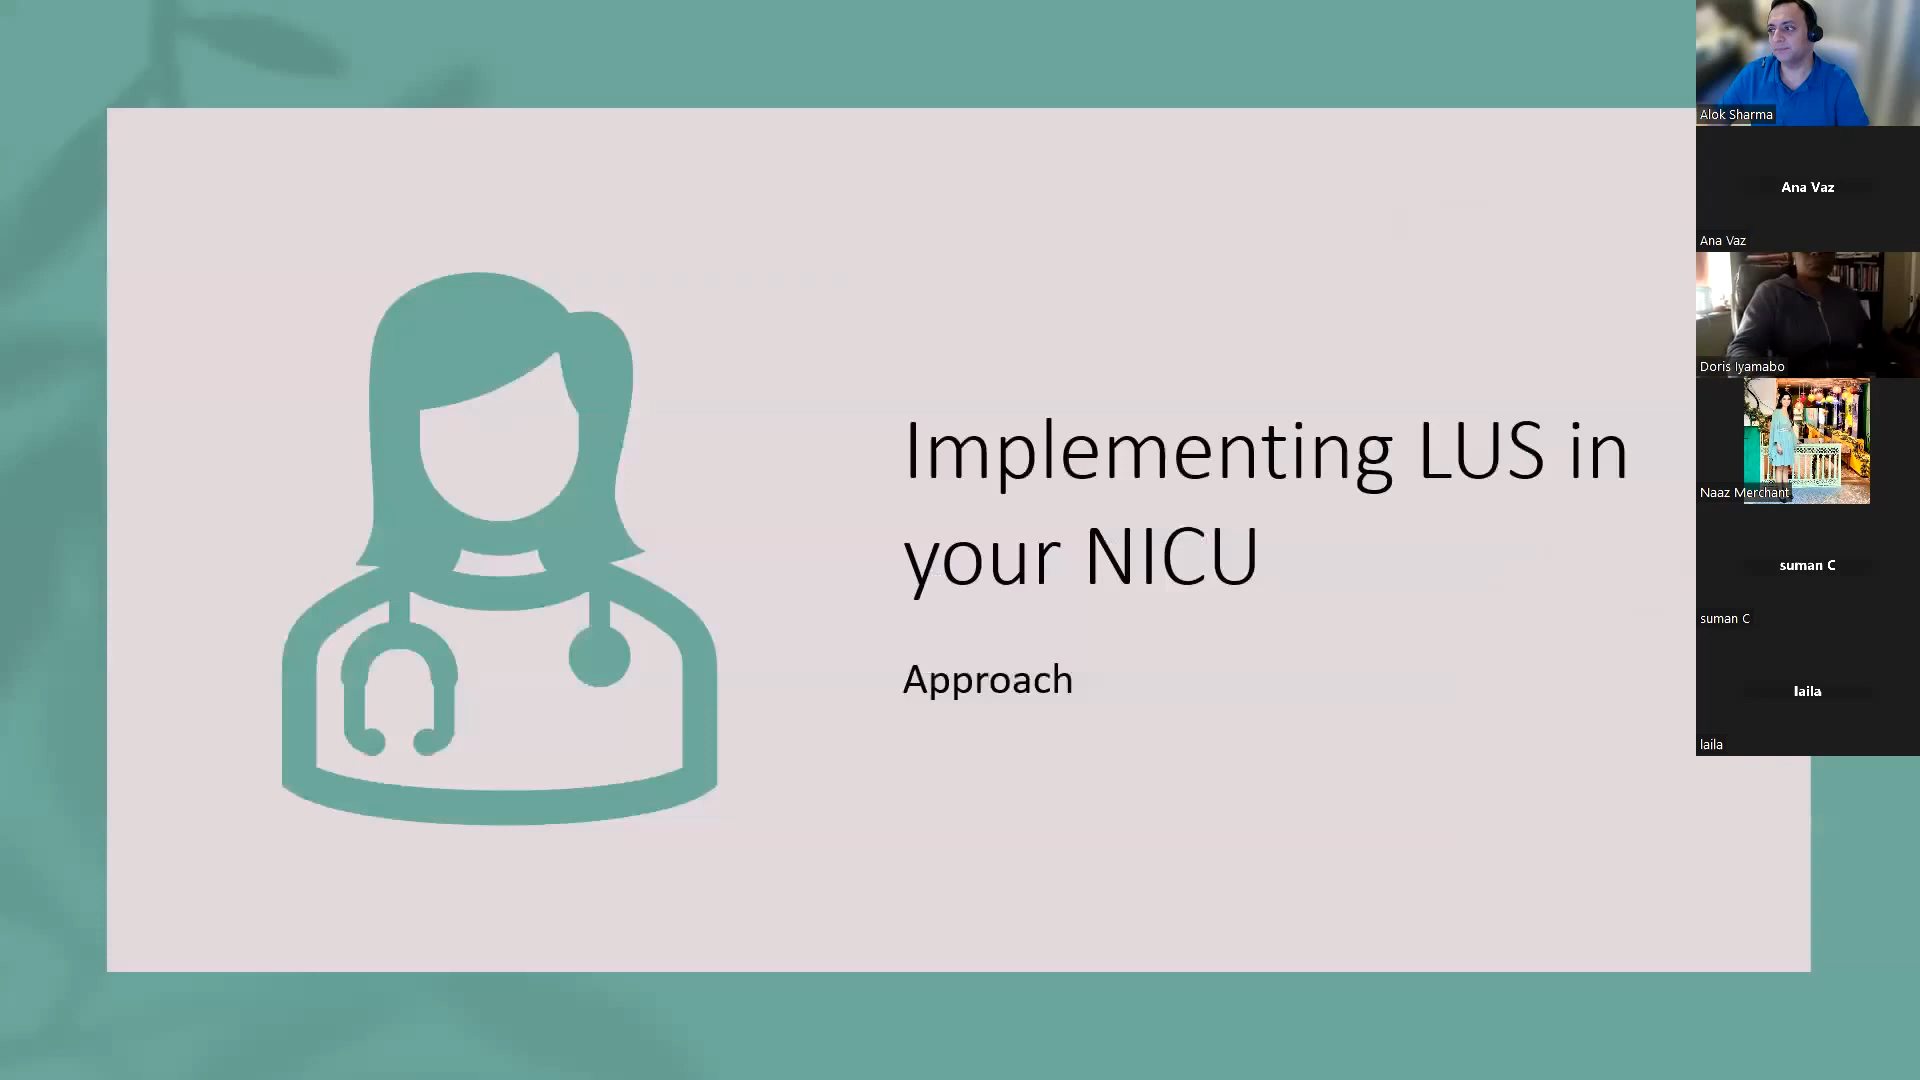 Implementing LUS in
your NICU
Approach
Alok Sharma
Ana Vaz
Ana Vaz
Doris Iyamabo
Naaz Merchant
suman C
suman C
laila
laila